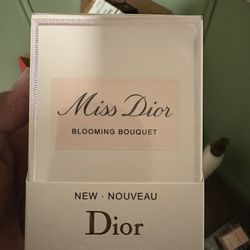 Miss Dior
BLOOMING BOUQUET
NEW · NOUVEAU
Dior